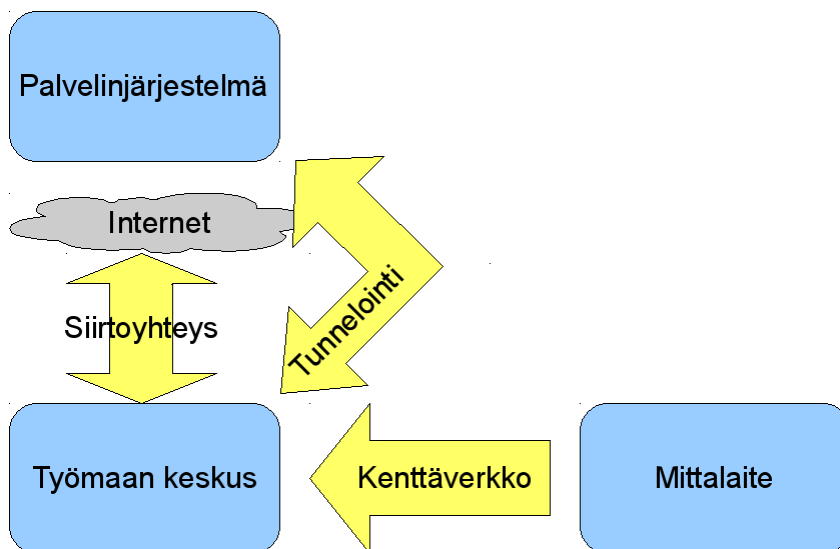 Palvelinjärjestelmä
Internet
Siirtoyhteys
Tunnelointi
Työmaan keskus
Kenttäverkko
Mittalaite